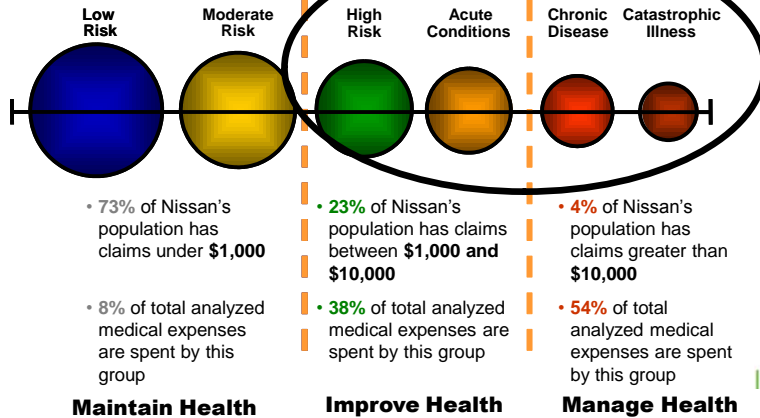 Low
Risk
Moderate
Risk
High
Risk
Acute
Conditions
Chronic
Disease
Catastrophic
Illness
• 73% of Nissan's
population has
claims under $1,000
• 8% of total analyzed
medical expenses
are spent by this
group
Maintain Health
• 23% of Nissan's
population has claims
between $1,000 and
$10,000
• 38% of total analyzed
medical expenses are
spent by this group
Improve Health
• 4% of Nissan's
population has
claims greater than
$10,000
• 54% of total
analyzed medical
expenses are spent
by this group
Manage Health